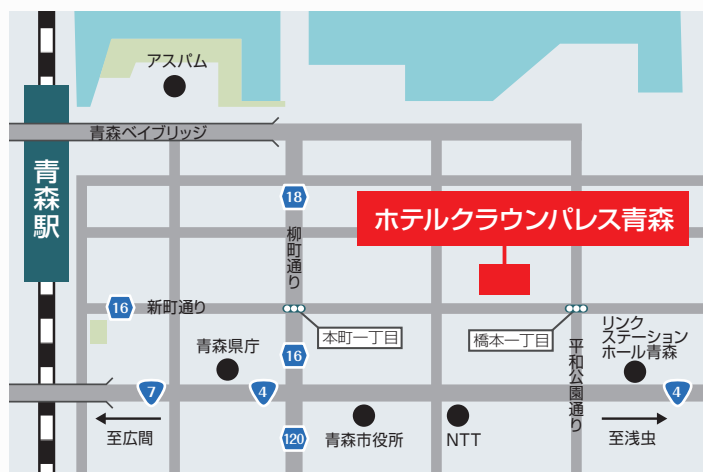 アスパム
青森ベイブリッジ
青森駅
18
ホテルクラウンパレス青森
柳町通り
16
新町通り
本町一丁目
橋本一丁目
リンク
ステーション
ホール青森
青森県庁
16
平和公園通り
7
4
4
至広間
120
青森市役所
NTT
至浅虫